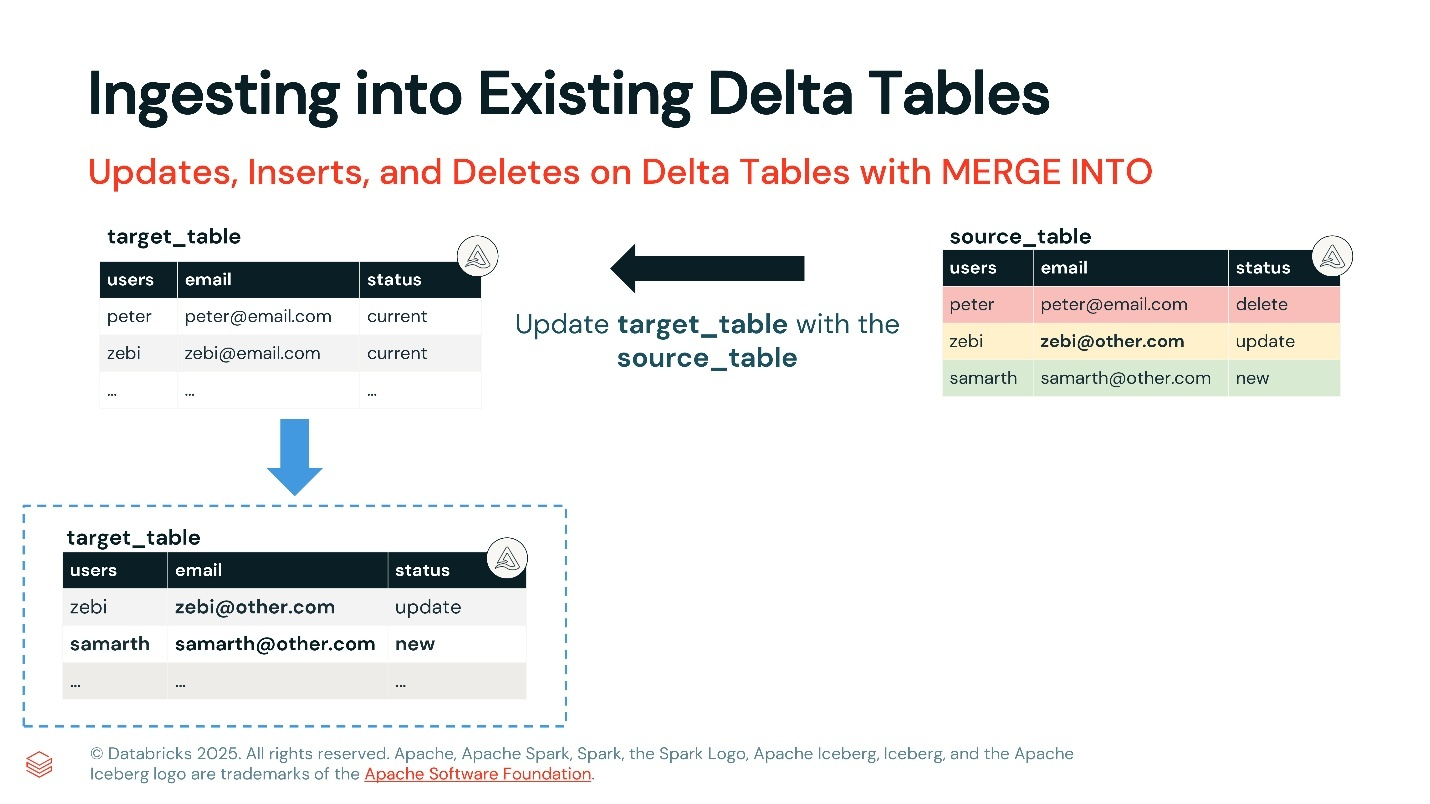 Ingesting into Existing Delta Tables
Updates, Inserts, and Deletes on Delta Tables with MERGE INTO
target_table
users email status
peter peter@email.com current
zebi zebi@email.com current
... ... ...
Update target_table with the
source_table
source_table
users email status
peter peter@email.com delete
zebi zebi@other.com update
samarth samarth@other.com new
target_table
users email status
zebi zebi@other.com update
samarth samarth@other.com new
... ... ...
© Databricks 2025. All rights reserved. Apache, Apache Spark, Spark, the Spark Logo, Apache Iceberg, Iceberg, and the Apache
Iceberg logo are trademarks of the Apache Software Foundation.